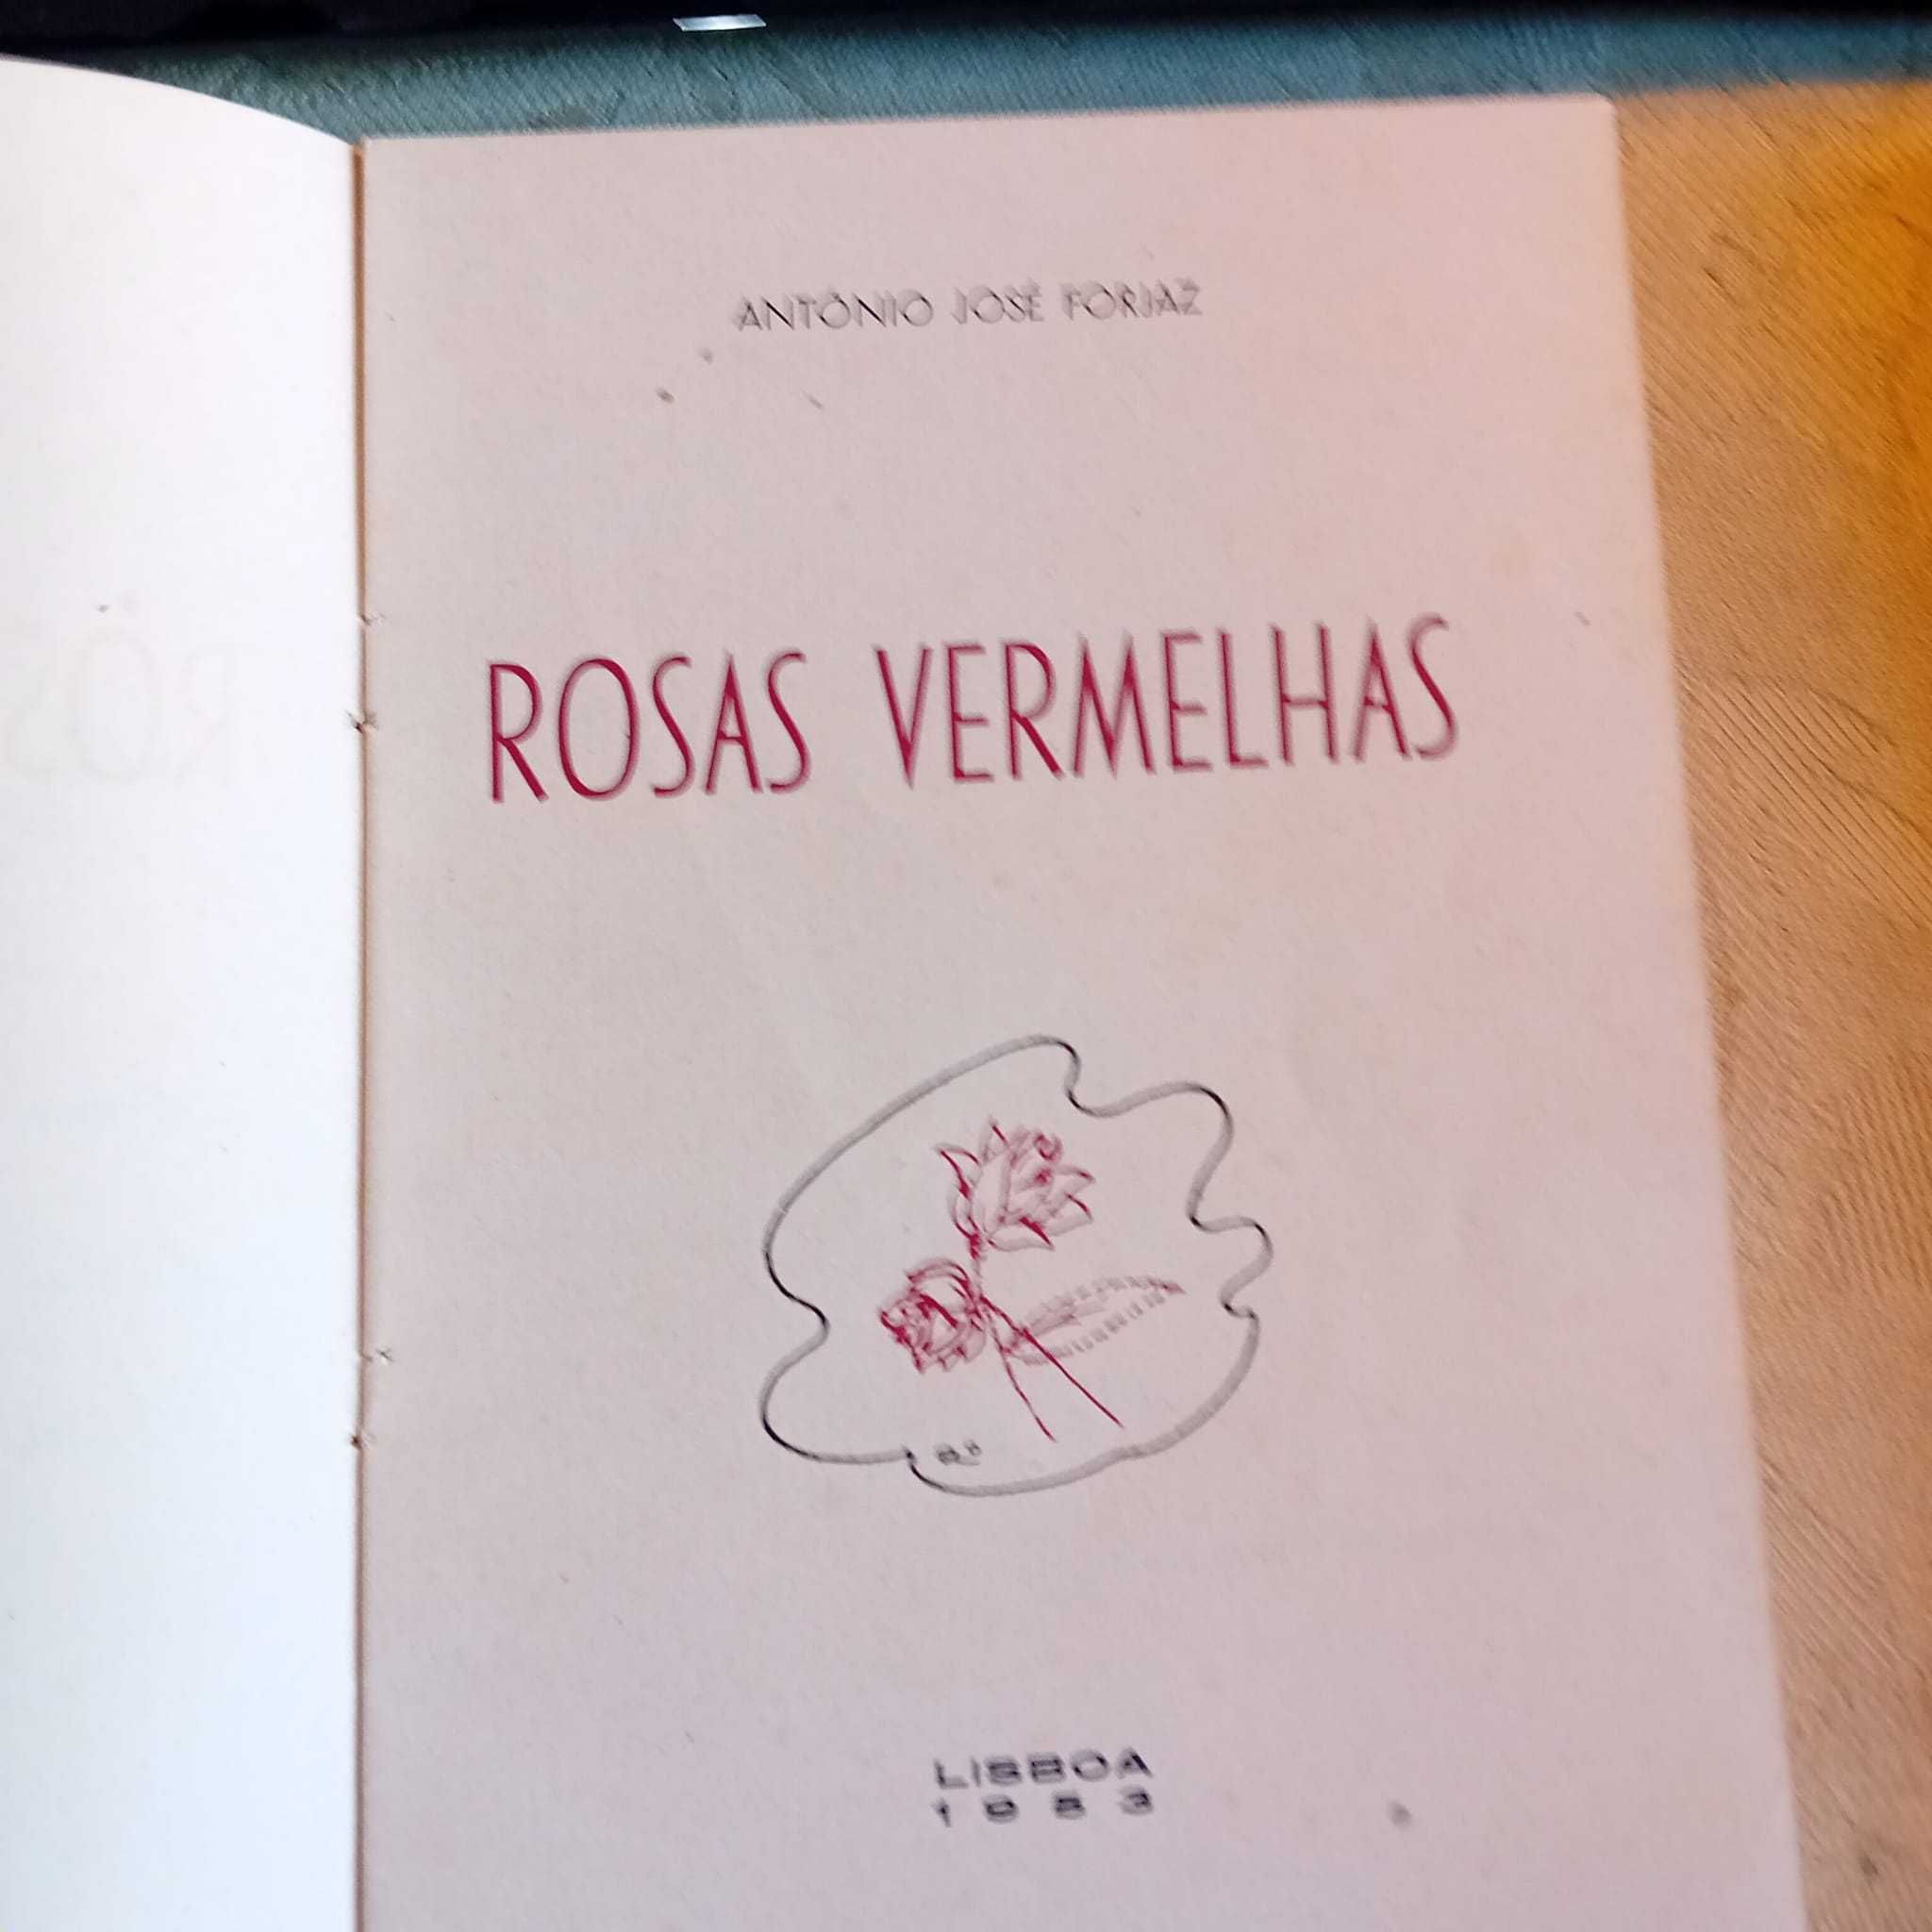 ANTÓNIO JOSÉ FORJAZ
ROSAS VERMELHAS
LISBOA
1953